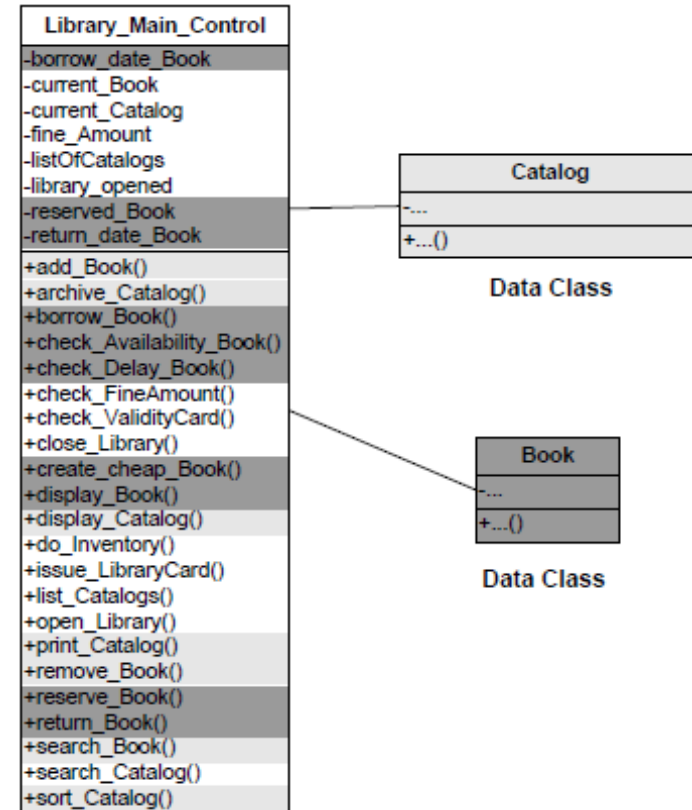 Library_Main_Control
-borrow_date_Book
-current_Book
-current_Catalog
-fine_Amount
-listOfCatalogs
-library_opened
-reserved_Book
-return_date_Book
+add_Book()
+archive_Catalog()
+borrow_Book()
+check_Availability_Book()
+check_Delay_Book()
+check_FineAmount()
+check_ValidityCard()
+close_Library()
+create_cheap_Book()
+display_Book()
+display_Catalog()
+do_Inventory()
+issue_LibraryCard()
+list_Catalogs()
+open_Library()
+print_Catalog()
+remove_Book()
+reserve_Book()
+return_Book()
+search_Book()
+search_Catalog()
+sort_Catalog()
Catalog
-...
+...()
Data Class
Book
-...
+...()
Data Class